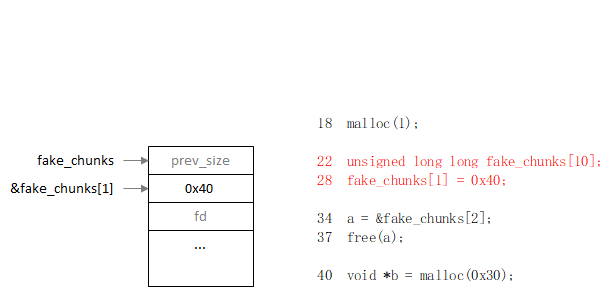 fake_chunks
prev_size
&fake_chunks[1]
0x40
fd
...
18 malloc(1);
22 unsigned long long fake_chunks[10];
28 fake_chunks[1] = 0x40;
34 a = &fake_chunks[2];
37 free(a);
40 void *b = malloc(0x30);